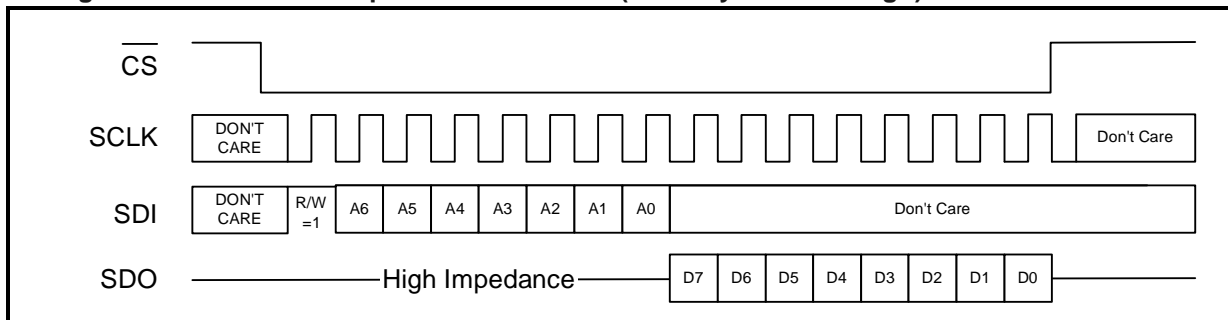 CS
SCLK DON'T CARE Don't Care
SDI DON'T CARE R/W =1 A6 A5 A4 A3 A2 A1 A0 Don't Care
SDO High Impedance D7 D6 D5 D4 D3 D2 D1 D0